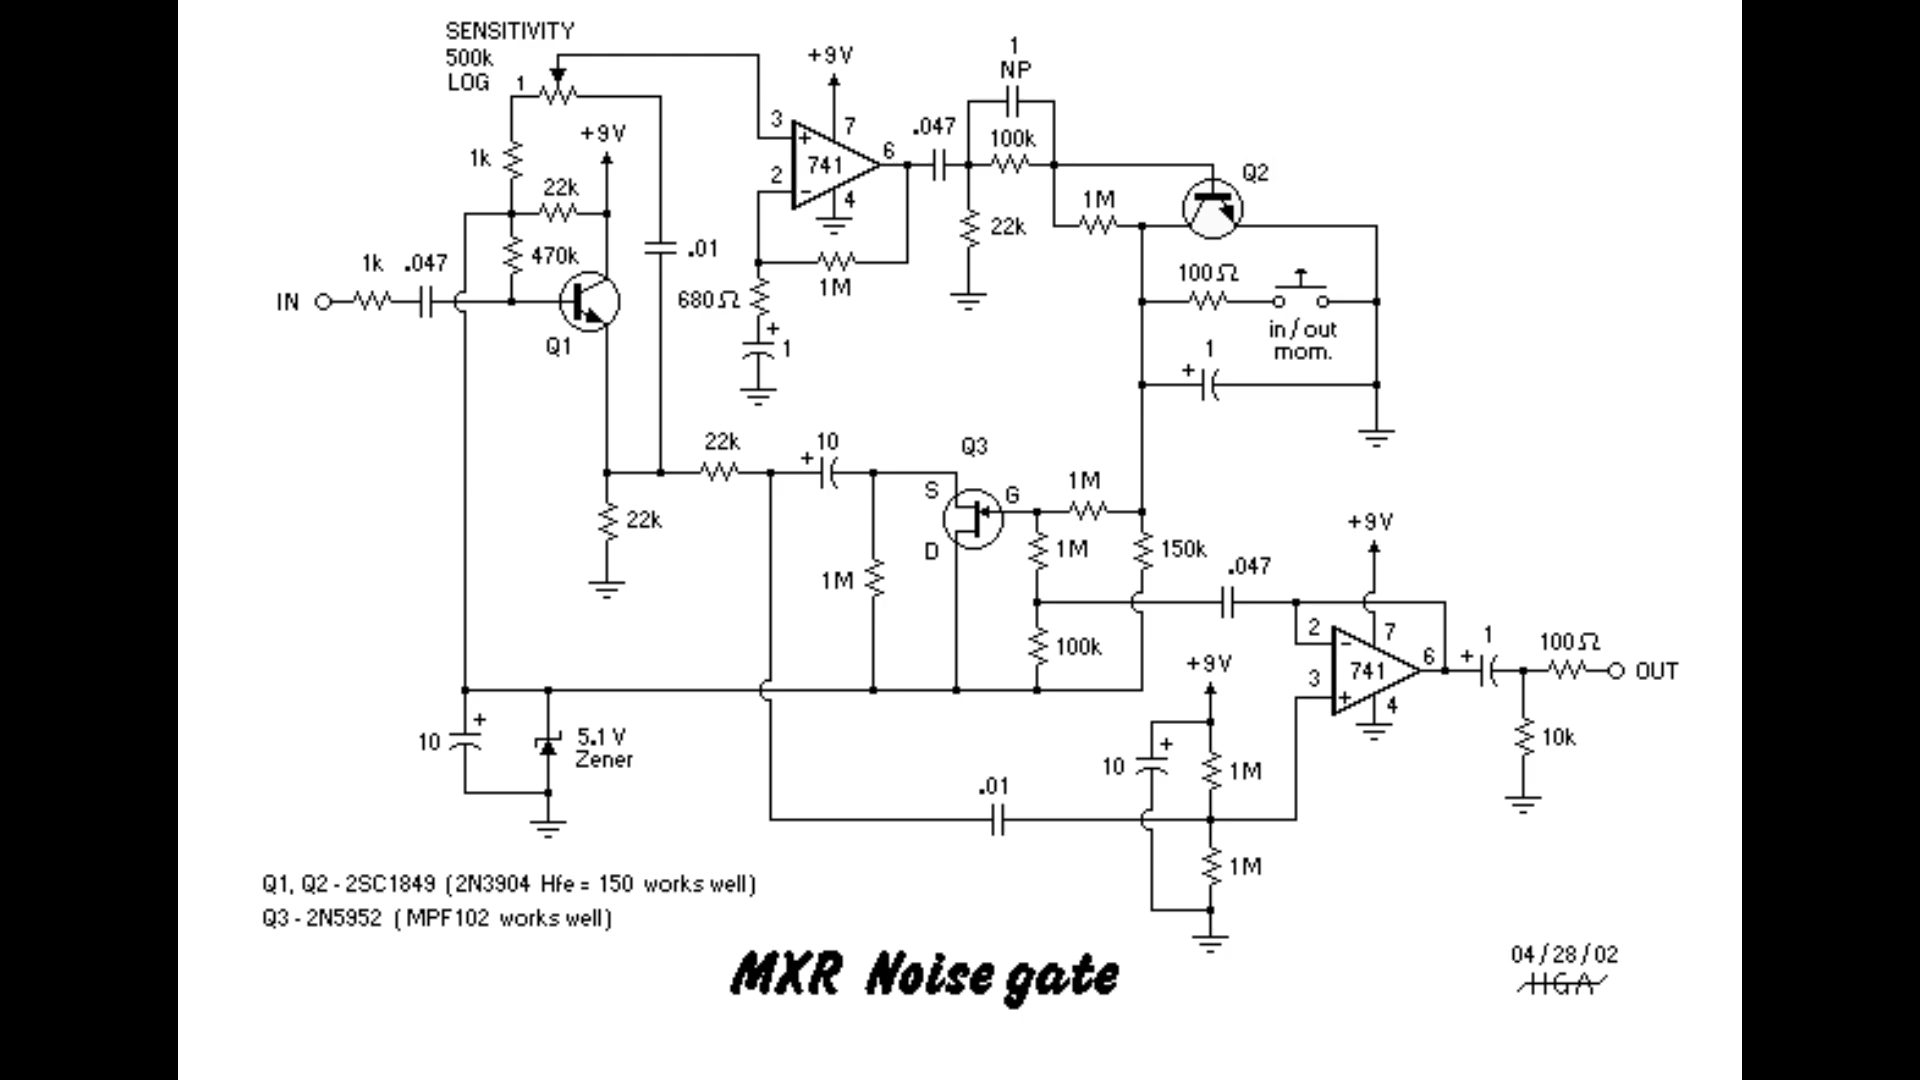 SENSITIVITY
500k
LOG
1
+9V
1k
22k
470k
1k
.047
IN
Q1
.01
+9V
3
+
7
741
6
2
−
4
680Ω
1M
+
1
.047
1
NP
100k
22k
1M
Q2
100Ω
in/out
mom.
1
+
22k
22k
10
+
Q3
S
G
D
1M
1M
1M
150k
100k
.047
+9V
2
−
7
741
6
3
+
4
+
1
100Ω
OUT
10k
+9V
+
10
1M
1M
.01
+
10
5.1 V
Zener
Q1, Q2 - 2SC1849 (2N3904 Hfe = 150 works well)
Q3 - 2N5952 (MPF102 works well)
MXR Noise gate
04/28/02
HGA